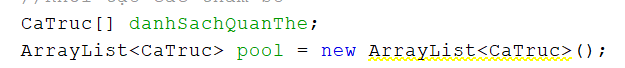 CaTruc[] danhSachQuanThe;
ArrayList<CaTruc> pool = new ArrayList<CaTruc>();